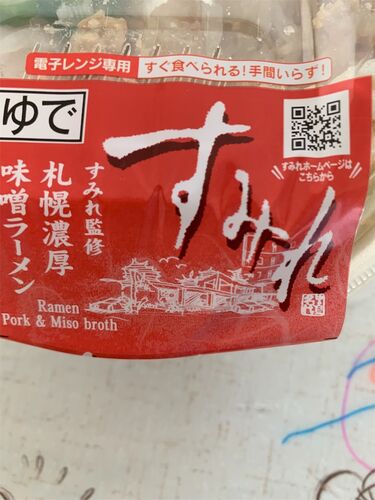 電子レンジ専用 すぐ食べられる!手間いらず!
ゆで
すみれ
すみれ監修
札幌濃厚
味噌ラーメン
Ramen
Pork & Miso broth
すみれホームページは
こちらから